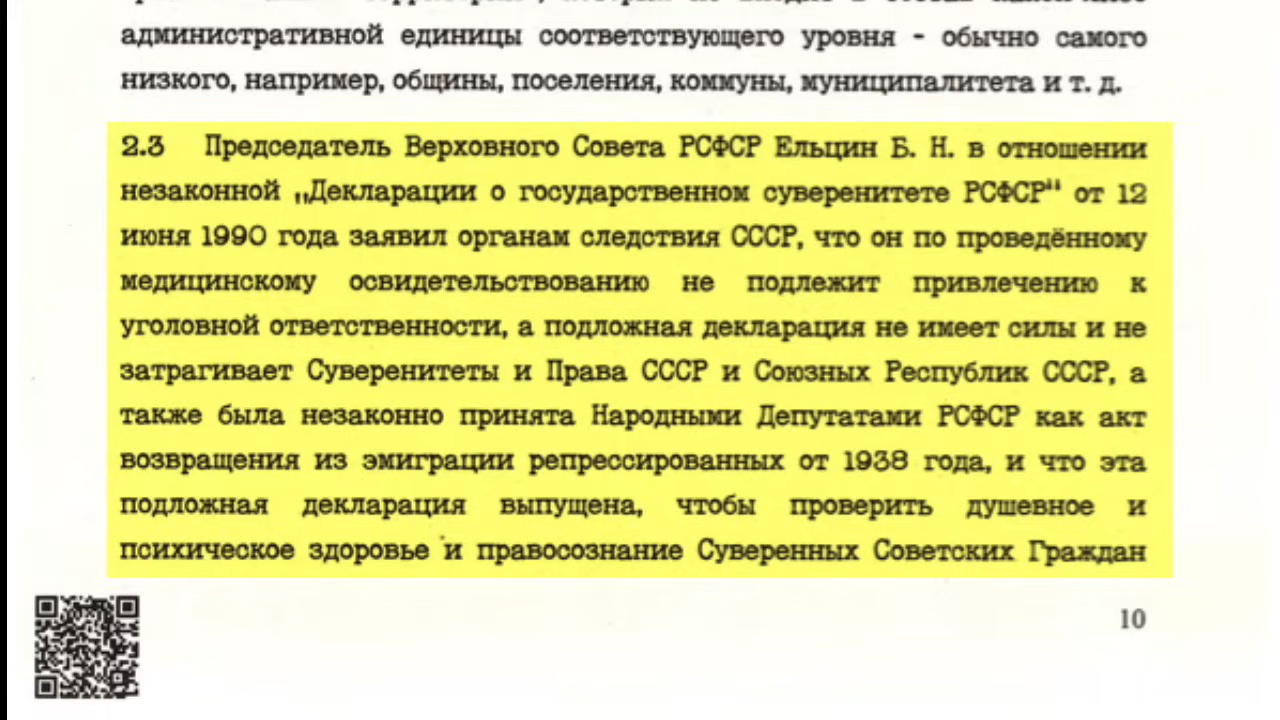 административной единицы соответствующего уровня - обычно самого
низкого, например, общины, поселения, коммуны, муниципалитета и т. д.
2.3 Председатель Верховного Совета РСФСР Ельцин Б. Н. в отношении
незаконной „Декларации о государственном суверенитете РСФСР“ от 12
июня 1990 года заявил органам следствия СССР, что он по проведённому
медицинскому освидетельствованию не подлежит привлечению к
уголовной ответственности, а подложная декларация не имеет силы и не
затрагивает Суверенитеты и Права СССР и Союзных Республик СССР, а
также была незаконно принята Народными Депутатами РСФСР как акт
возвращения из эмиграции репрессированных от 1938 года, и что эта
подложная декларация выпущена, чтобы проверить душевное и
психическое здоровье и правосознание Суверенных Советских Граждан
10